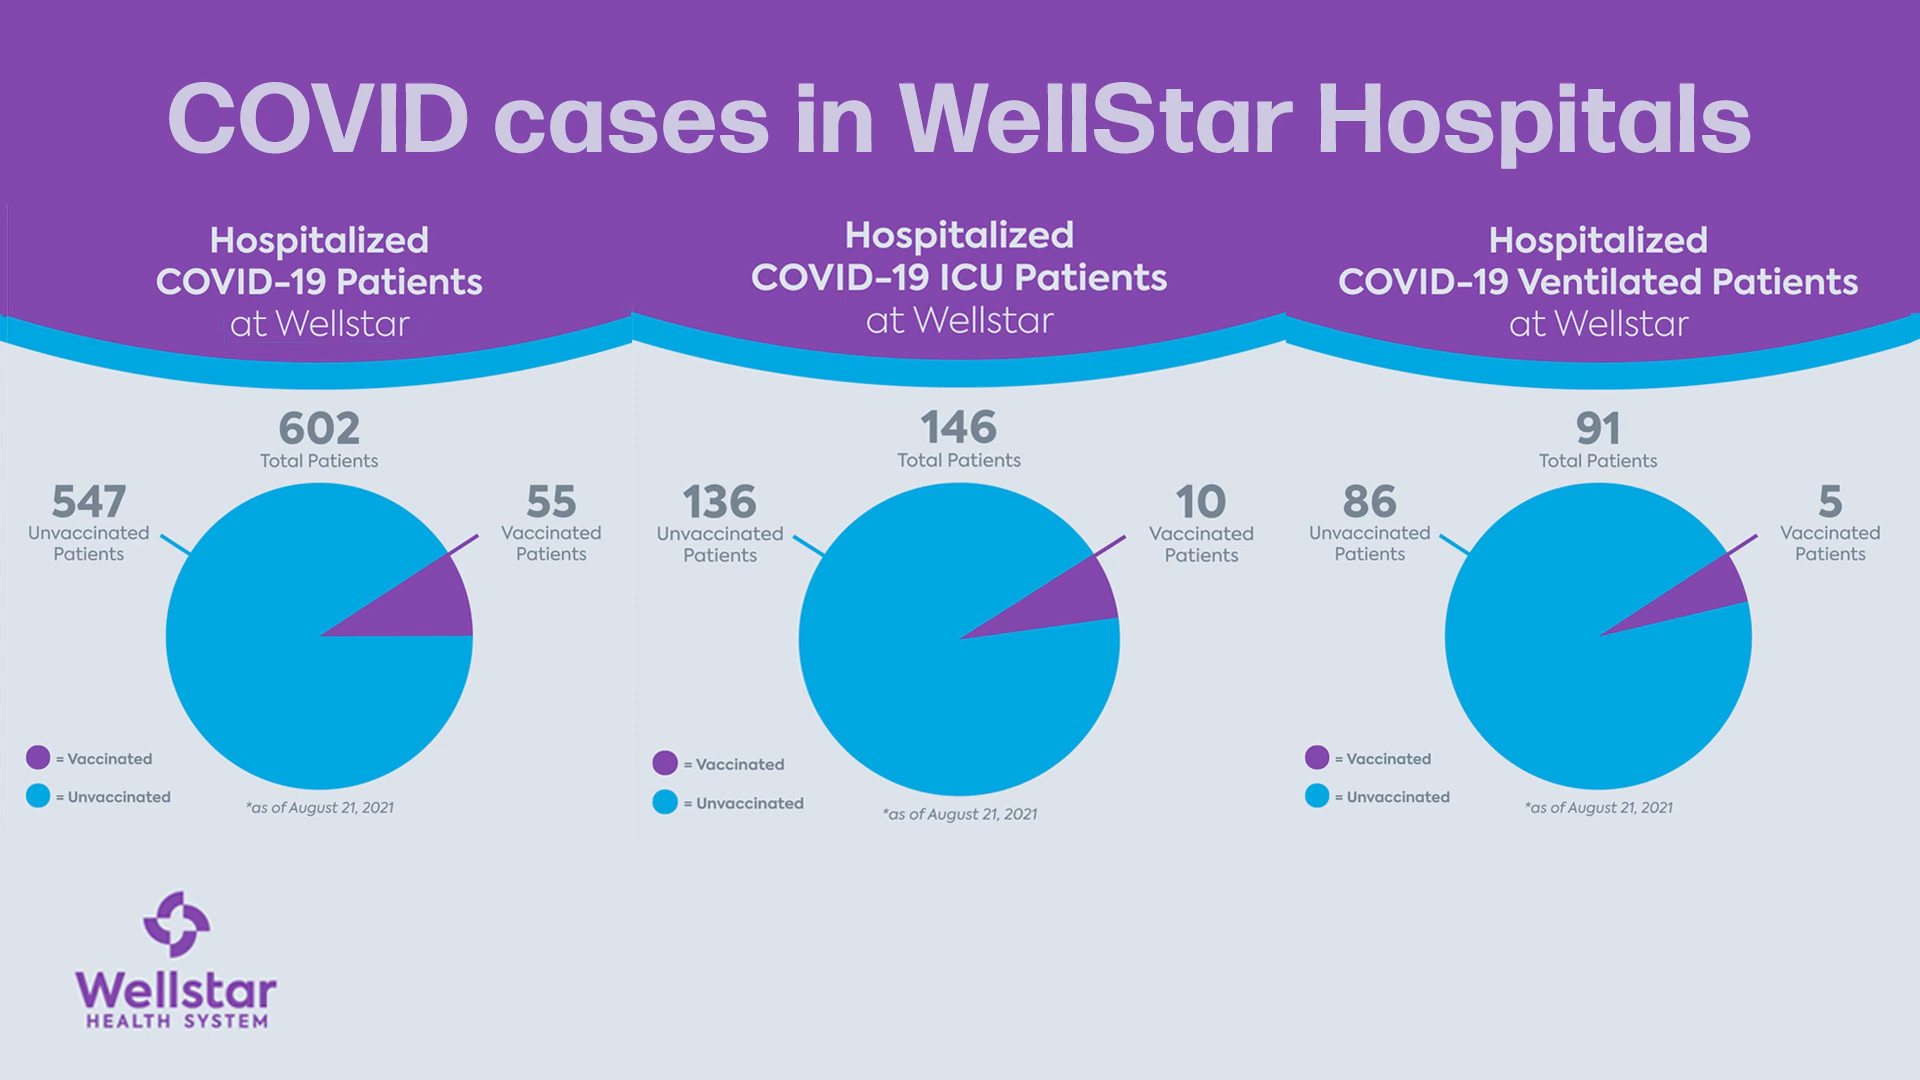 COVID cases in WellStar Hospitals
Hospitalized
COVID-19 Patients
at Wellstar
602
Total Patients
547
Unvaccinated
Patients
55
Vaccinated
Patients
= Vaccinated
= Unvaccinated
*as of August 21, 2021
Hospitalized
COVID-19 ICU Patients
at Wellstar
146
Total Patients
136
Unvaccinated
Patients
10
Vaccinated
Patients
= Vaccinated
= Unvaccinated
*as of August 21, 2021
Hospitalized
COVID-19 Ventilated Patients
at Wellstar
91
Total Patients
86
Unvaccinated
Patients
5
Vaccinated
Patients
= Vaccinated
= Unvaccinated
*as of August 21, 2021
Wellstar
HEALTH SYSTEM